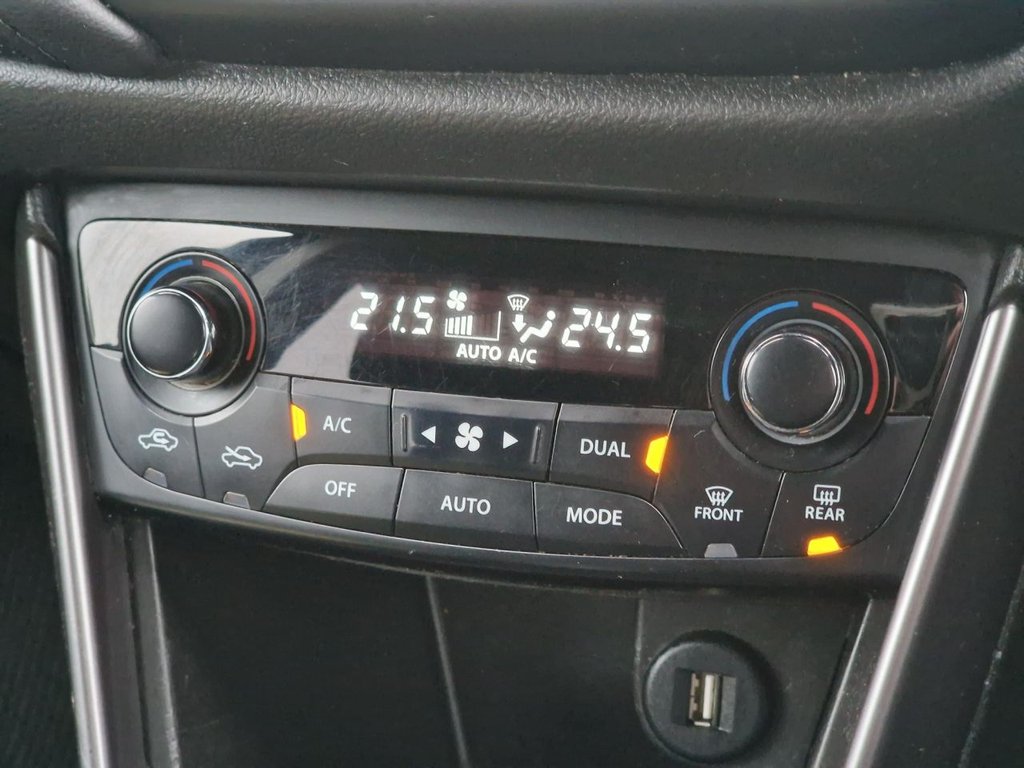 21.5 24.5
AUTO A/C
A/C
DUAL
OFF
AUTO
MODE
FRONT
REAR